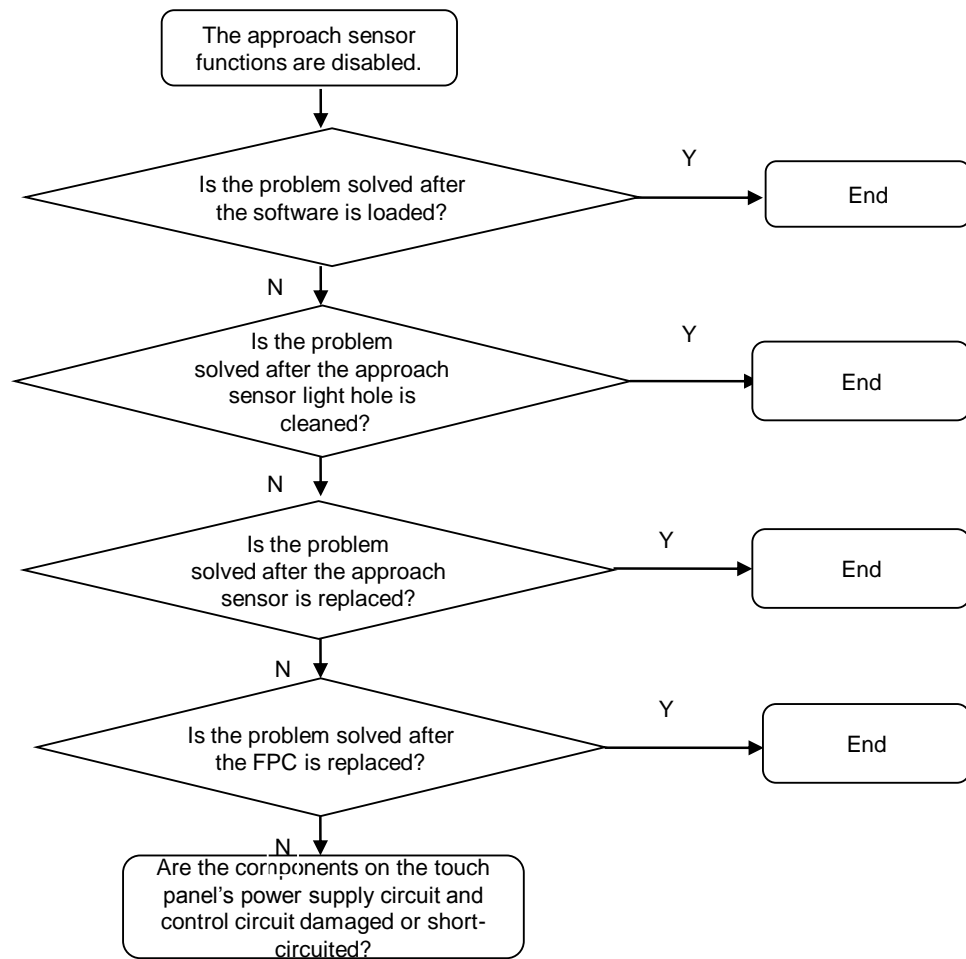 The approach sensor
functions are disabled.
Y
Is the problem solved after
the software is loaded?
End
N
Y
Is the problem
solved after the approach
sensor light hole is
cleaned?
End
N
Y
Is the problem
solved after the approach
sensor is replaced?
End
N
Y
Is the problem solved after
the FPC is replaced?
End
N
Are the components on the touch
panel's power supply circuit and
control circuit damaged or short-
circuited?